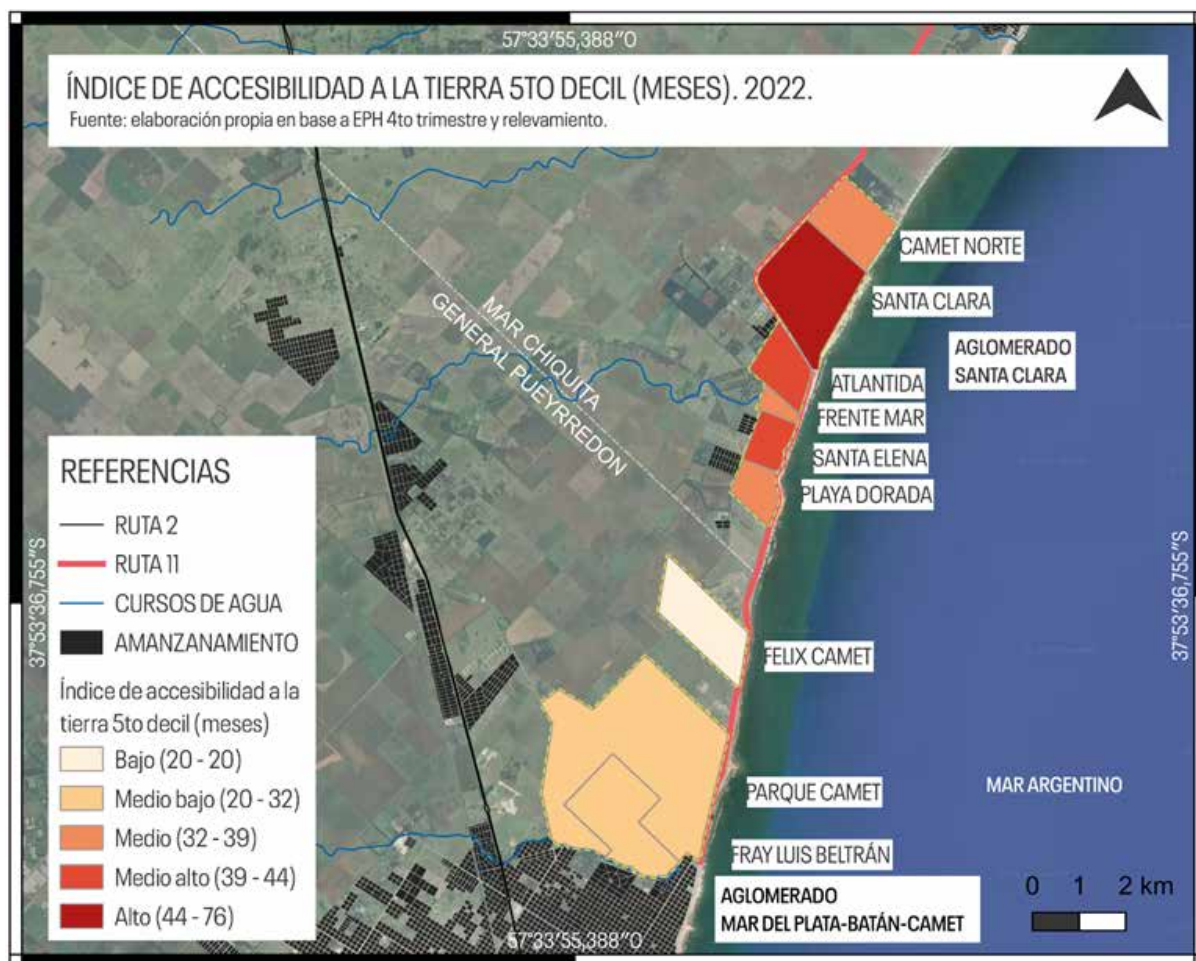 57°33′55,388″O
ÍNDICE DE ACCESIBILIDAD A LA TIERRA 5TO DECIL (MESES). 2022.
Fuente: elaboración propia en base a EPH 4to trimestre y relevamiento.
CAMET NORTE
SANTA CLARA
AGLOMERADO
SANTA CLARA
MAR CHIQUITA
GENERAL PUEYRREDON
ATLANTIDA
FRENTE MAR
SANTA ELENA
PLAYA DORADA
FELIX CAMET
PARQUE CAMET
MAR ARGENTINO
FRAY LUIS BELTRÁN
AGLOMERADO
MAR DEL PLATA-BATÁN-CAMET
0 1 2 km
REFERENCIAS
RUTA 2
RUTA 11
CURSOS DE AGUA
AMANZANAMIENTO
Índice de accesibilidad a la
tierra 5to decil (meses)
Bajo (20 - 20)
Medio bajo (20 - 32)
Medio (32 - 39)
Medio alto (39 - 44)
Alto (44 - 76)
37°53′36,755″S
37°53′36,755″S
57°33′55,388″O